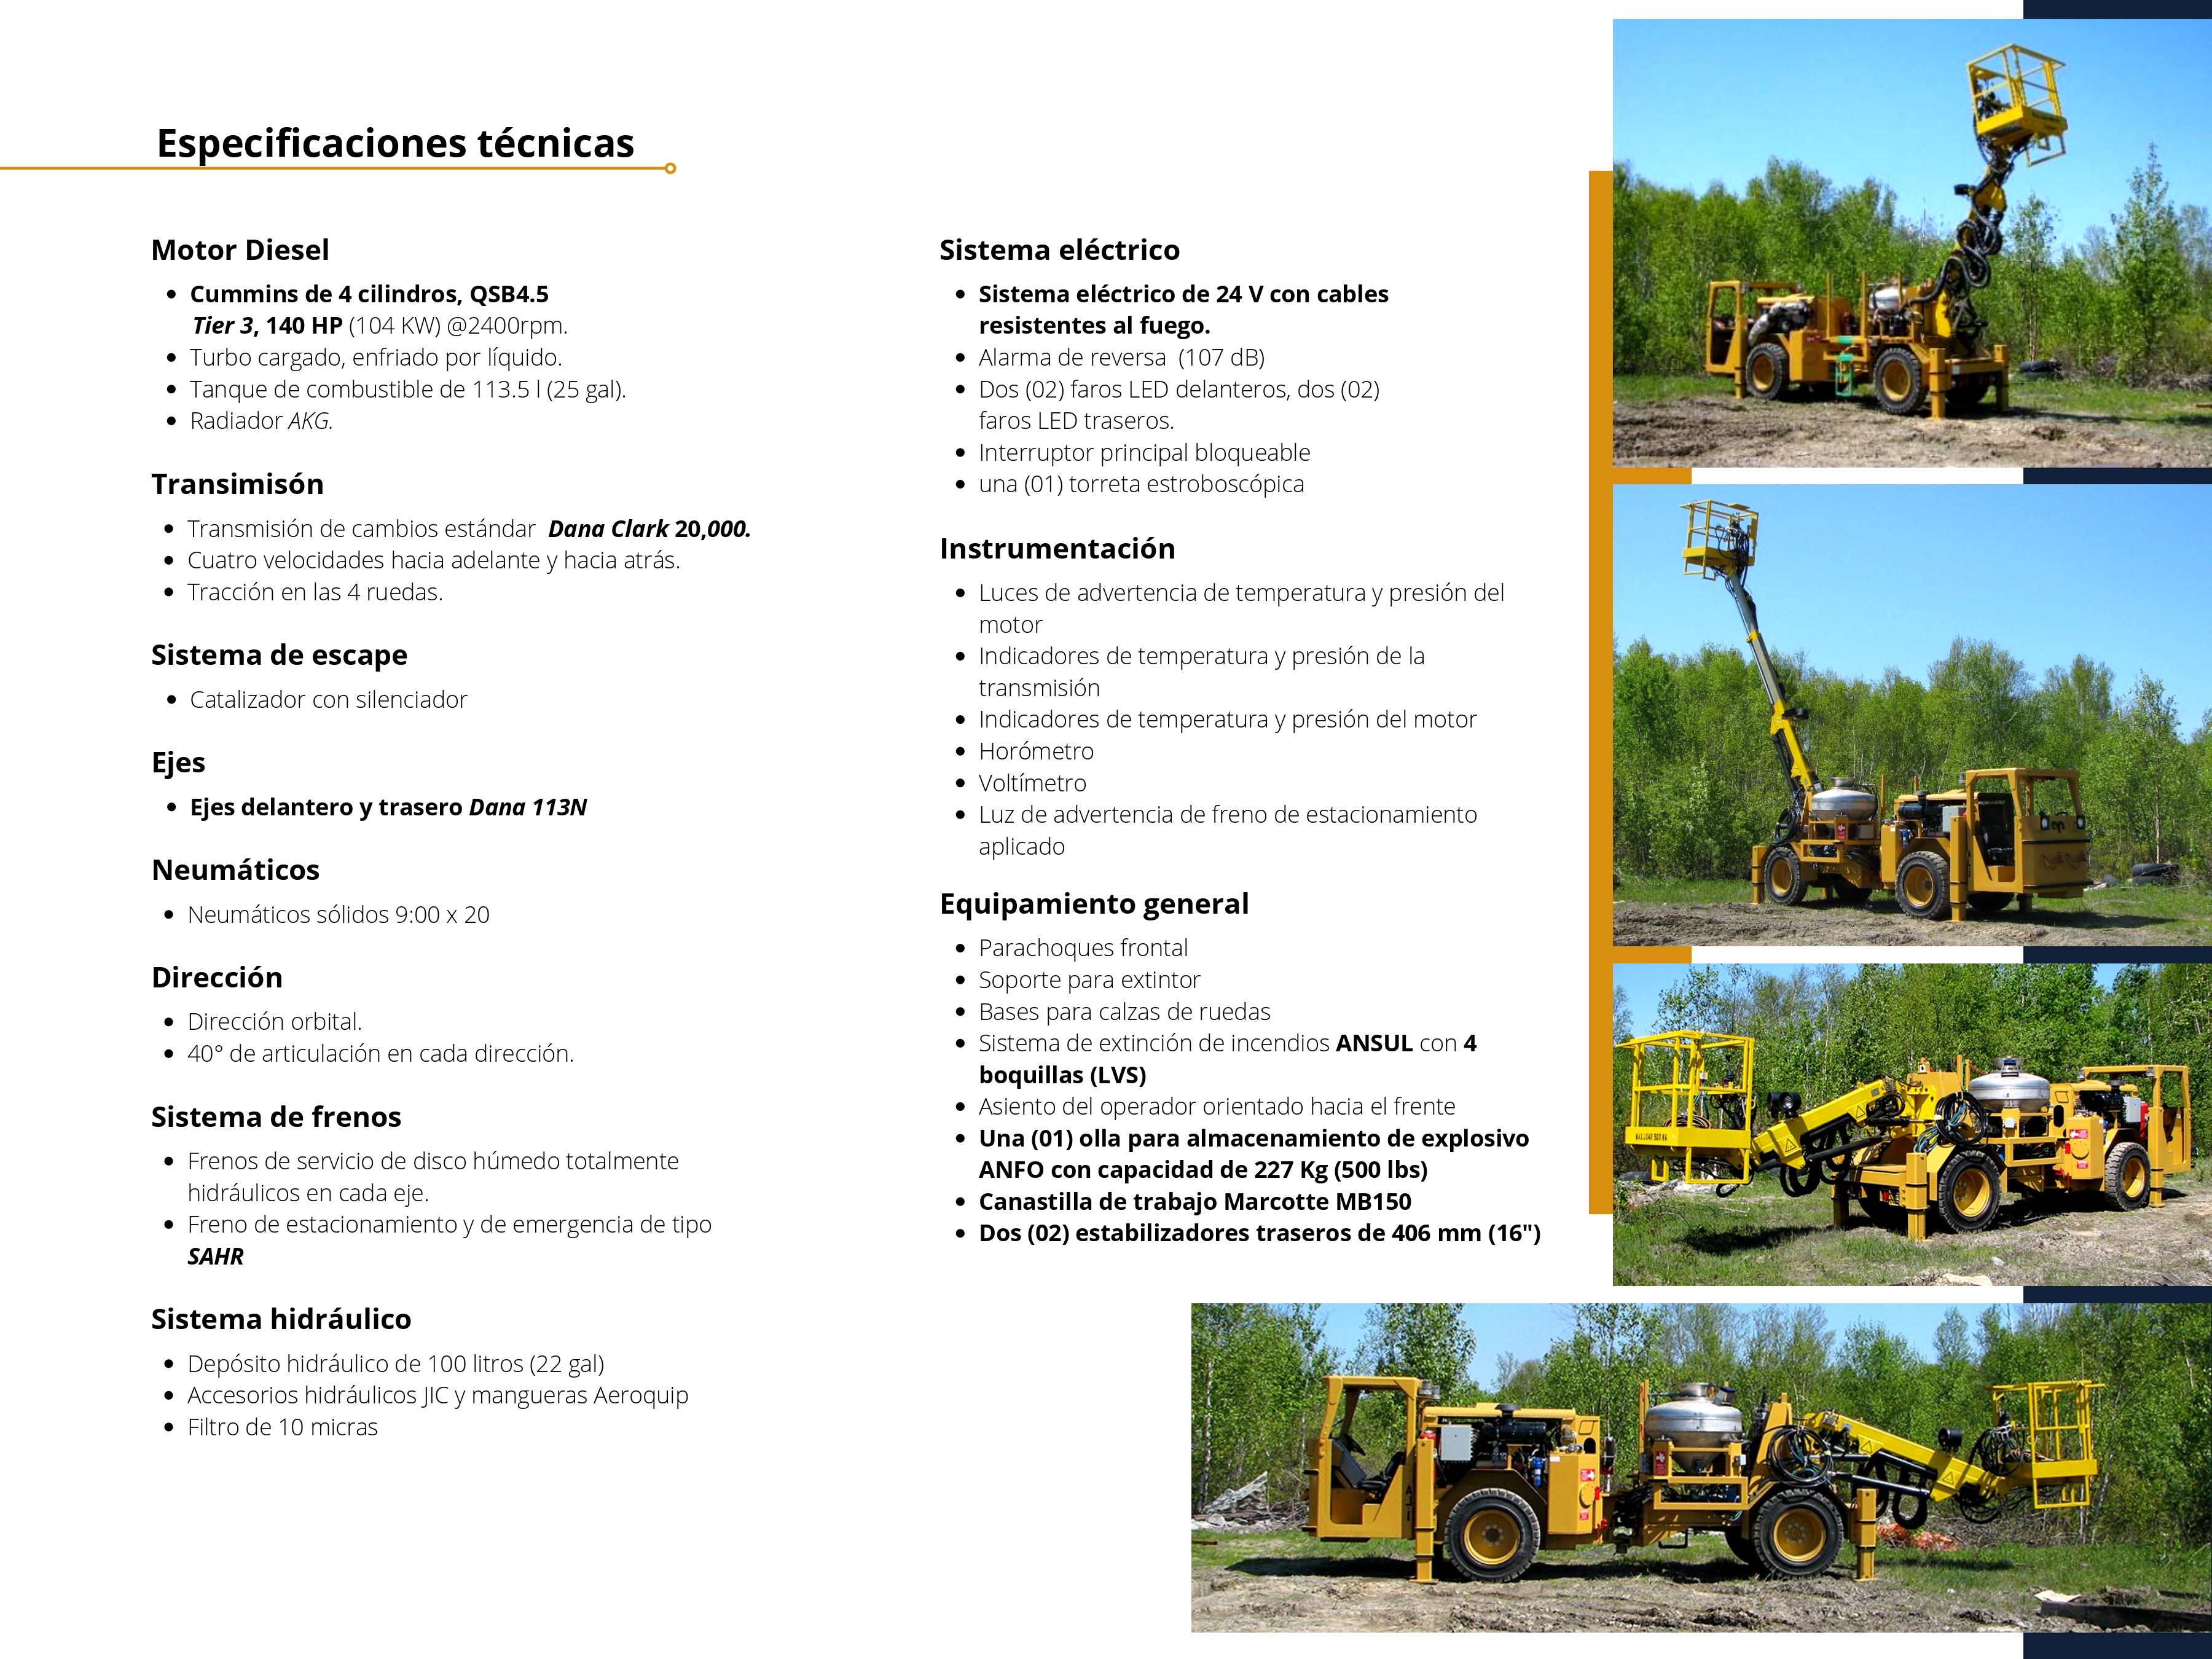 Especificaciones técnicas
Motor Diesel
Cummins de 4 cilindros, QSB4.5
Tier 3, 140 HP (104 KW) @2400rpm.
Turbo cargado, enfriado por líquido.
Tanque de combustible de 113.5 l (25 gal).
Radiador AKG.
Transimisón
Transmisión de cambios estándar  Dana Clark 20,000.
Cuatro velocidades hacia adelante y hacia atrás.
Tracción en las 4 ruedas.
Sistema de escape
Catalizador con silenciador
Ejes
Ejes delantero y trasero Dana 113N
Neumáticos
Neumáticos sólidos 9:00 x 20
Dirección
Dirección orbital.
40° de articulación en cada dirección.
Sistema de frenos
Frenos de servicio de disco húmedo totalmente
hidráulicos en cada eje.
Freno de estacionamiento y de emergencia de tipo
SAHR
Sistema hidráulico
Depósito hidráulico de 100 litros (22 gal)
Accesorios hidráulicos JIC y mangueras Aeroquip
Filtro de 10 micras
Sistema eléctrico
Sistema eléctrico de 24 V con cables
resistentes al fuego.
Alarma de reversa  (107 dB)
Dos (02) faros LED delanteros, dos (02)
faros LED traseros.
Interruptor principal bloqueable
una (01) torreta estroboscópica
Instrumentación
Luces de advertencia de temperatura y presión del
motor
Indicadores de temperatura y presión de la
transmisión
Indicadores de temperatura y presión del motor
Horómetro
Voltímetro
Luz de advertencia de freno de estacionamiento
aplicado
Equipamiento general
Parachoques frontal
Soporte para extintor
Bases para calzas de ruedas
Sistema de extinción de incendios ANSUL con 4
boquillas (LVS)
Asiento del operador orientado hacia el frente
Una (01) olla para almacenamiento de explosivo
ANFO con capacidad de 227 Kg (500 lbs)
Canastilla de trabajo Marcotte MB150
Dos (02) estabilizadores traseros de 406 mm (16")